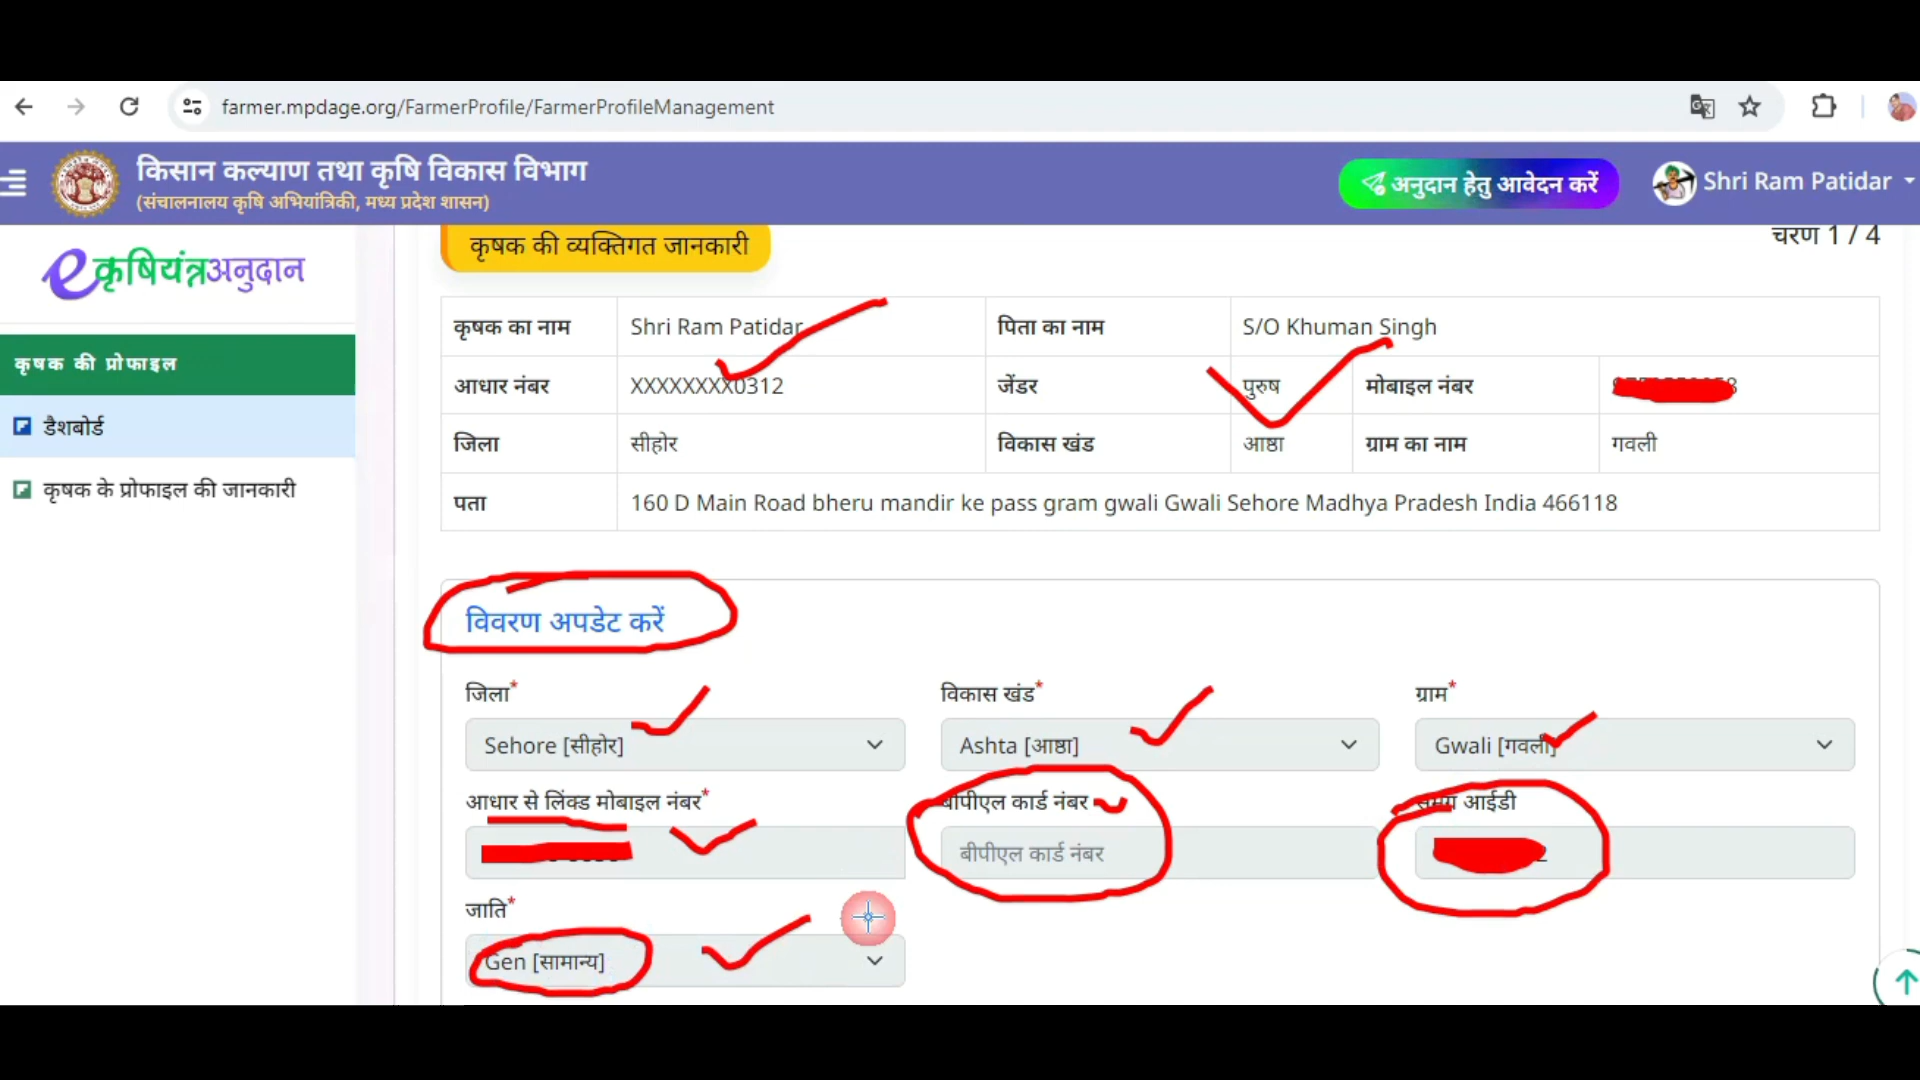 farmer.mpdage.org/FarmerProfile/FarmerProfileManagement
किसान कल्याण तथा कृषि विकास विभाग
(संचालनालय कृषि अभियांत्रिकी, मध्य प्रदेश शासन)
अनुदान हेतु आवेदन करें
Shri Ram Patidar
e कृषियंत्र अनुदान
कृषक की प्रोफाइल
डैशबोर्ड
कृषक के प्रोफाइल की जानकारी
कृषक की व्यक्तिगत जानकारी
चरण 1 / 4
कृषक का नाम Shri Ram Patidar पिता का नाम S/O Khuman Singh
आधार नंबर XXXXXXXX0312 जेंडर पुरुष मोबाइल नंबर
जिला सीहोर विकास खंड आष्ठा ग्राम का नाम गवली
पता 160 D Main Road bheru mandir ke pass gram gwali Gwali Sehore Madhya Pradesh India 466118
विवरण अपडेट करें
जिला* विकास खंड* ग्राम*
Sehore [सीहोर] Ashta [आष्ठा] Gwali [गवली]
आधार से लिंक्ड मोबाइल नंबर* बीपीएल कार्ड नंबर समग्र आईडी
बीपीएल कार्ड नंबर
जाति*
Gen [सामान्य]